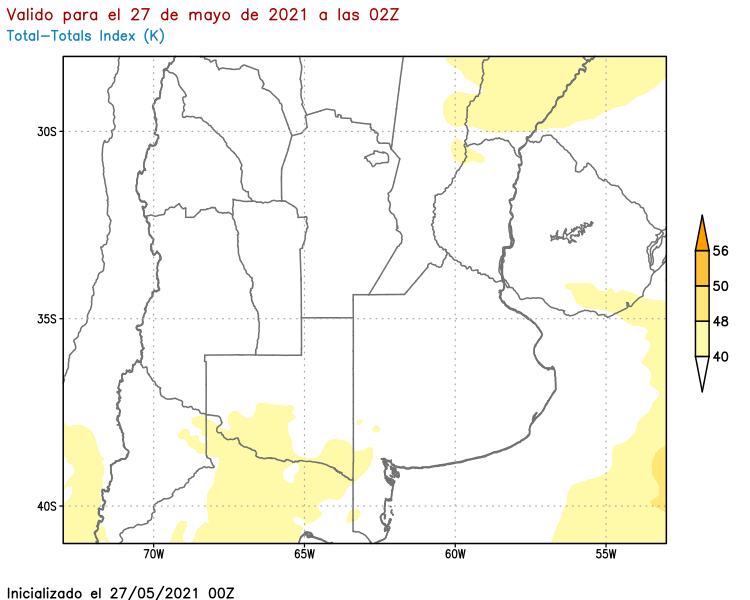 Valido para el 27 de mayo de 2021 a las 02Z
Total-Totals Index (K)
30S
35S
40S
70W
65W
60W
55W
56
50
48
40
Inicializado el 27/05/2021 00Z